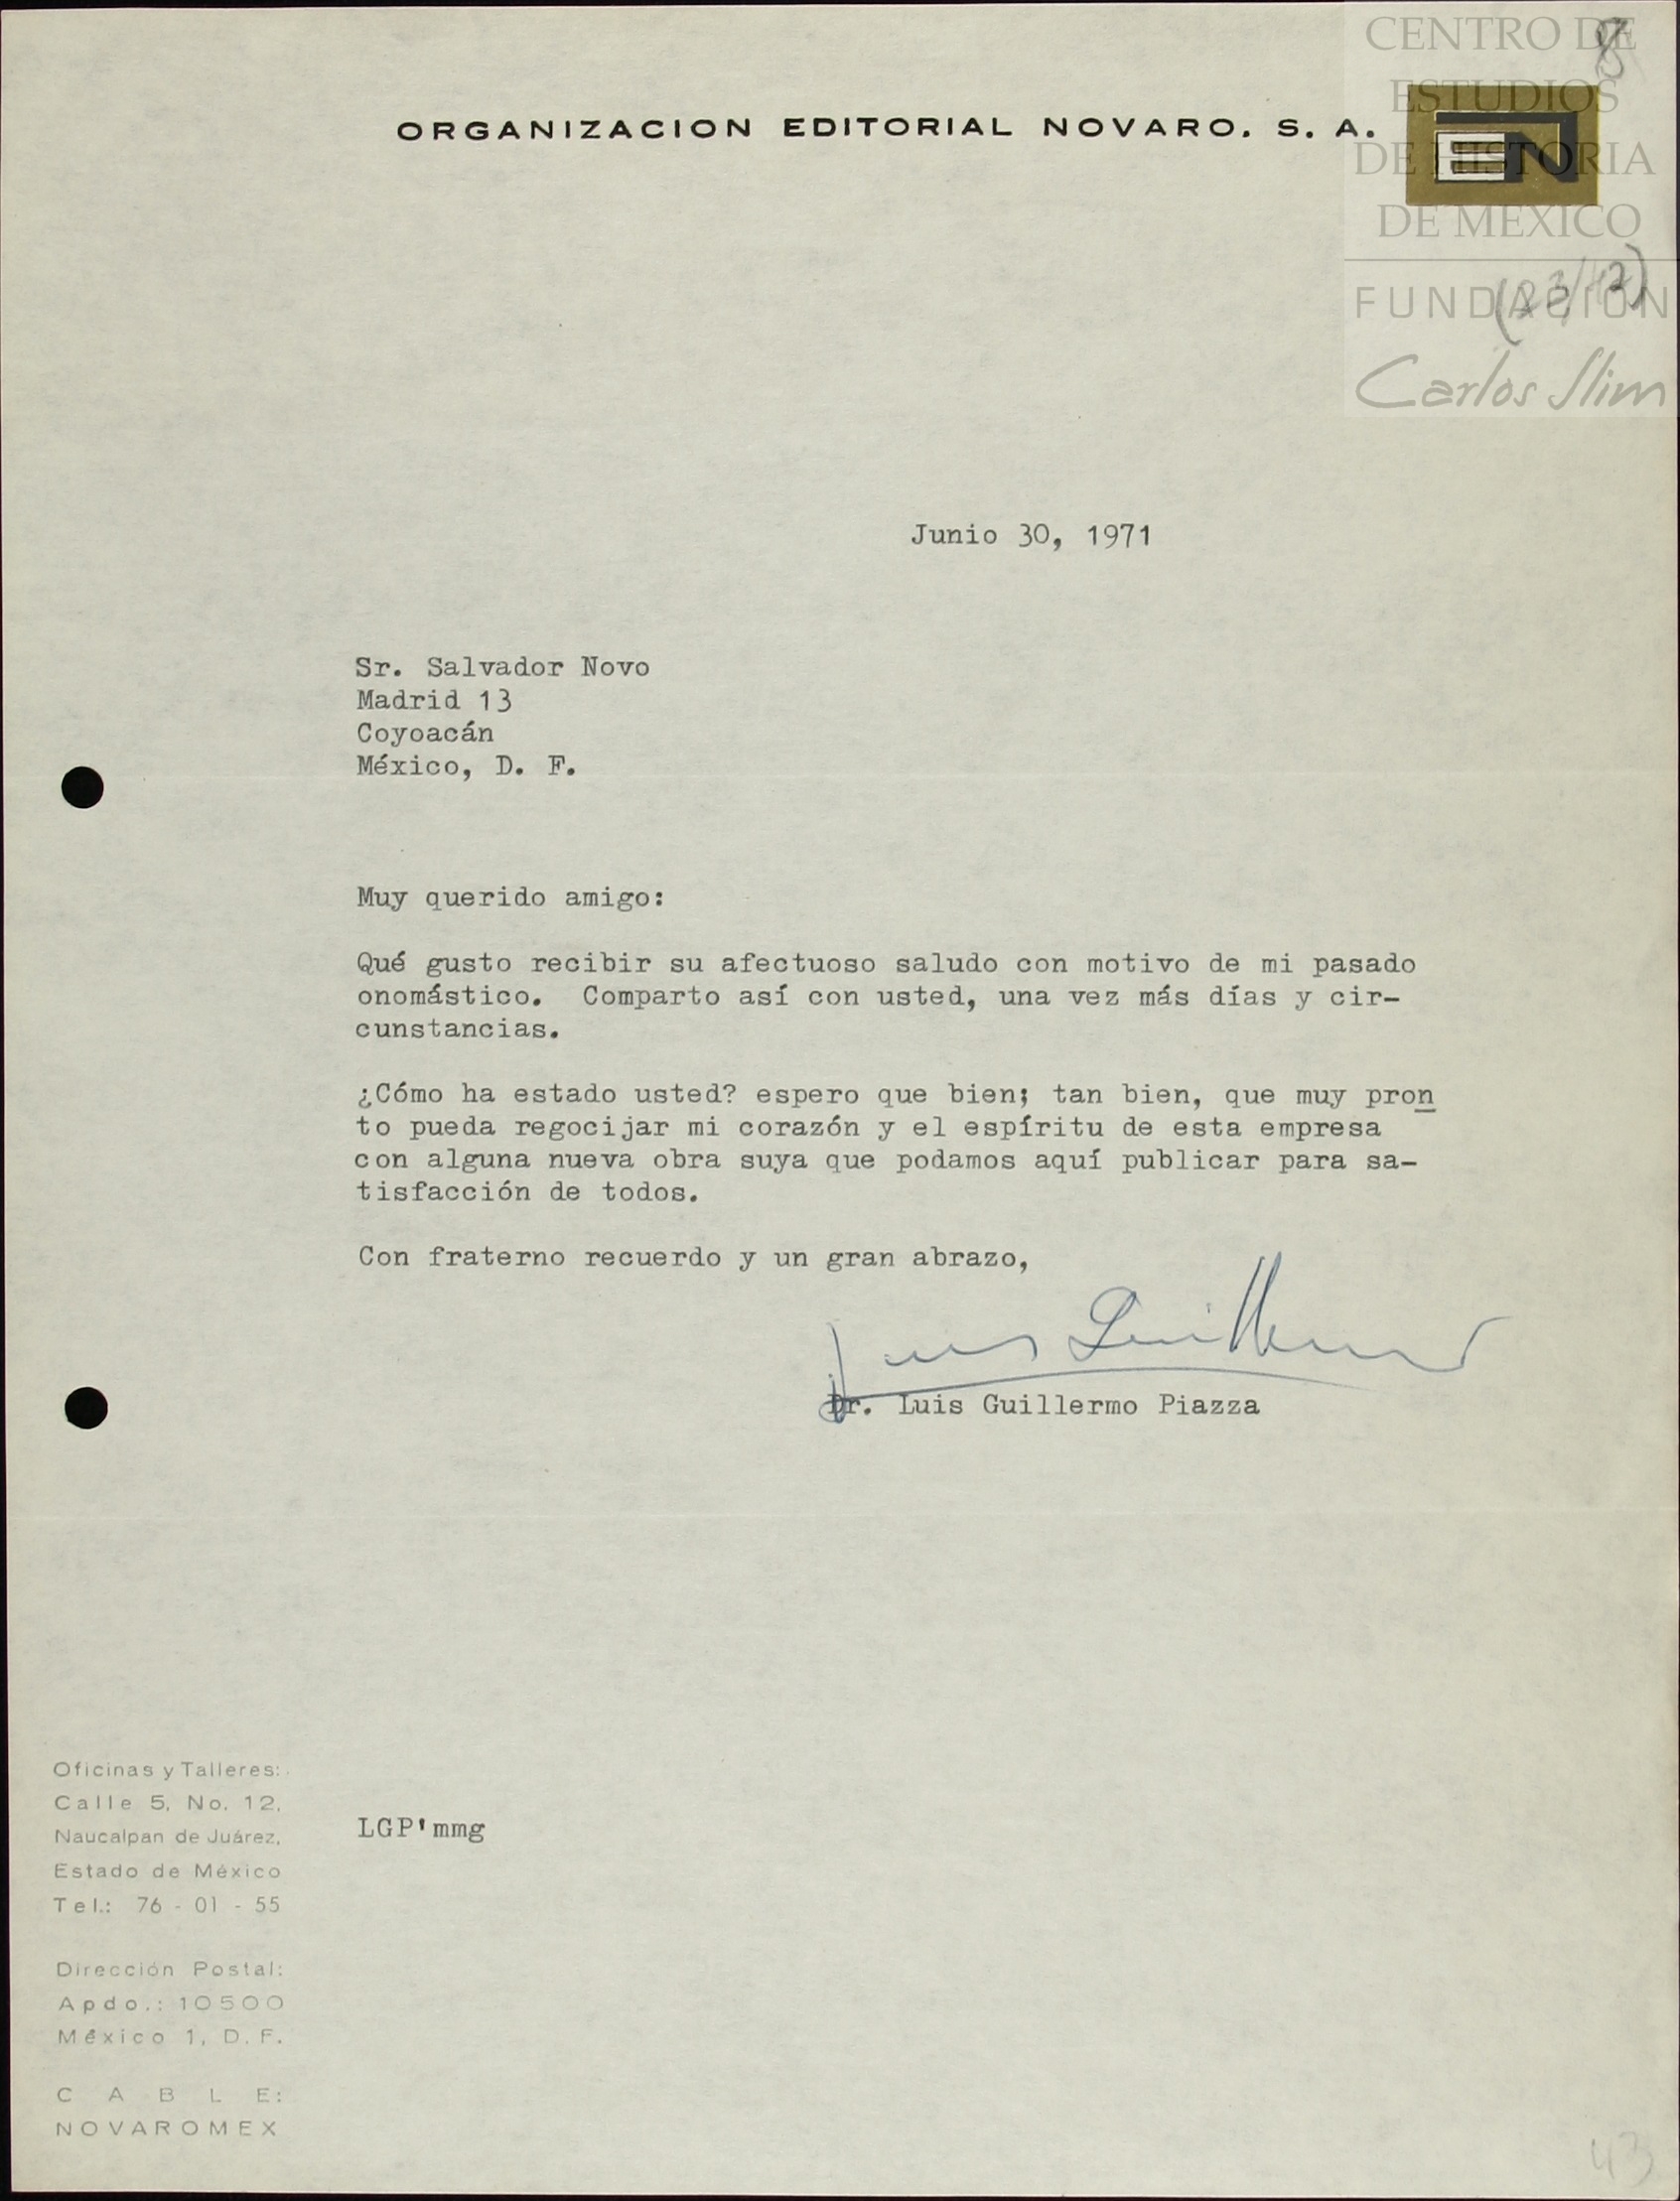 CENTRO DE
ESTUDIOS
DE HISTORIA
DE MEXICO
FUNDACION
Carlos Slim
8
ORGANIZACION EDITORIAL NOVARO. S. A.
EN
Junio 30, 1971
Sr. Salvador Novo
Madrid 13
Coyoacán
México, D. F.
Muy querido amigo:
Qué gusto recibir su afectuoso saludo con motivo de mi pasado
onomástico. Comparto así con usted, una vez más días y cir-
cunstancias.
¿Cómo ha estado usted? espero que bien; tan bien, que muy pron
to pueda regocijar mi corazón y el espíritu de esta empresa
con alguna nueva obra suya que podamos aquí publicar para sa-
tisfacción de todos.
Con fraterno recuerdo y un gran abrazo,
Luis Guillermo
Dr. Luis Guillermo Piazza
LGP'mmg
Oficinas y Talleres:
Calle 5, No. 12,
Naucalpan de Juárez,
Estado de México
Tel.: 76 - 01 - 55
Dirección Postal:
Apdo.: 10500
México 1, D. F.
CABLE:
NOVAROMEX
43